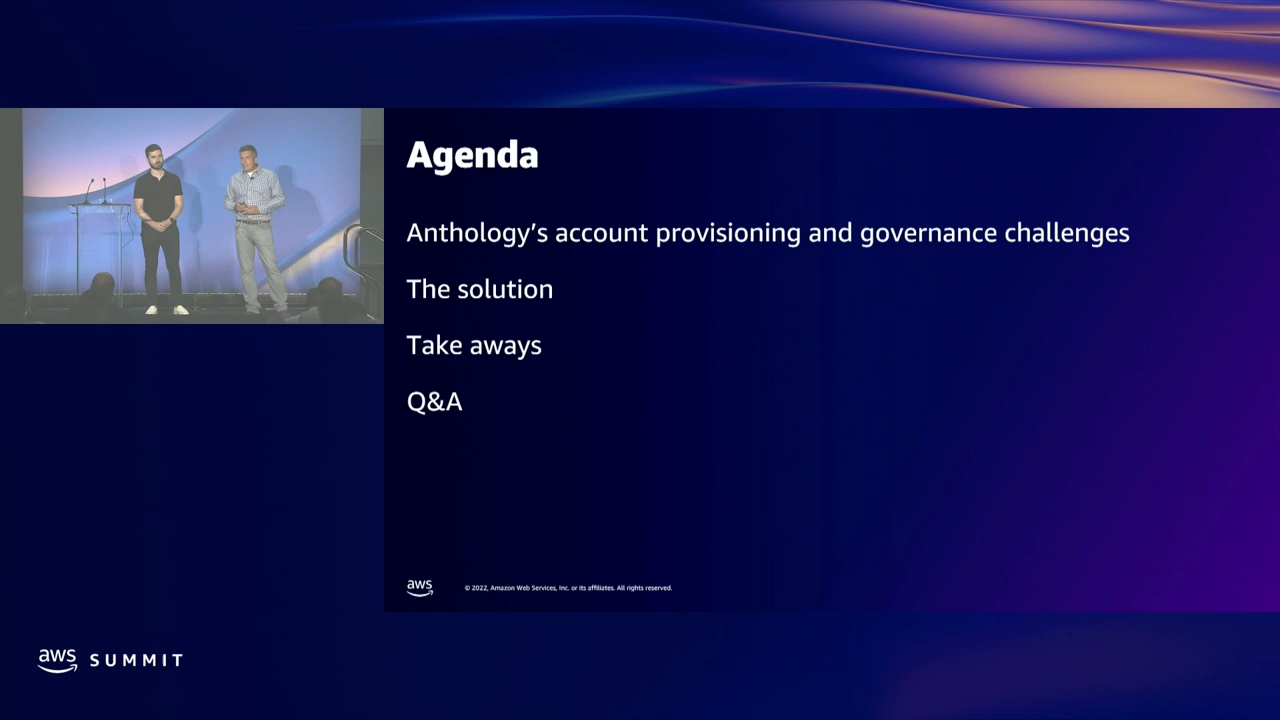 Agenda
Anthology's account provisioning and governance challenges
The solution
Take aways
Q&A
aws
© 2022, Amazon Web Services, Inc. or its affiliates. All rights reserved.
aws SUMMIT